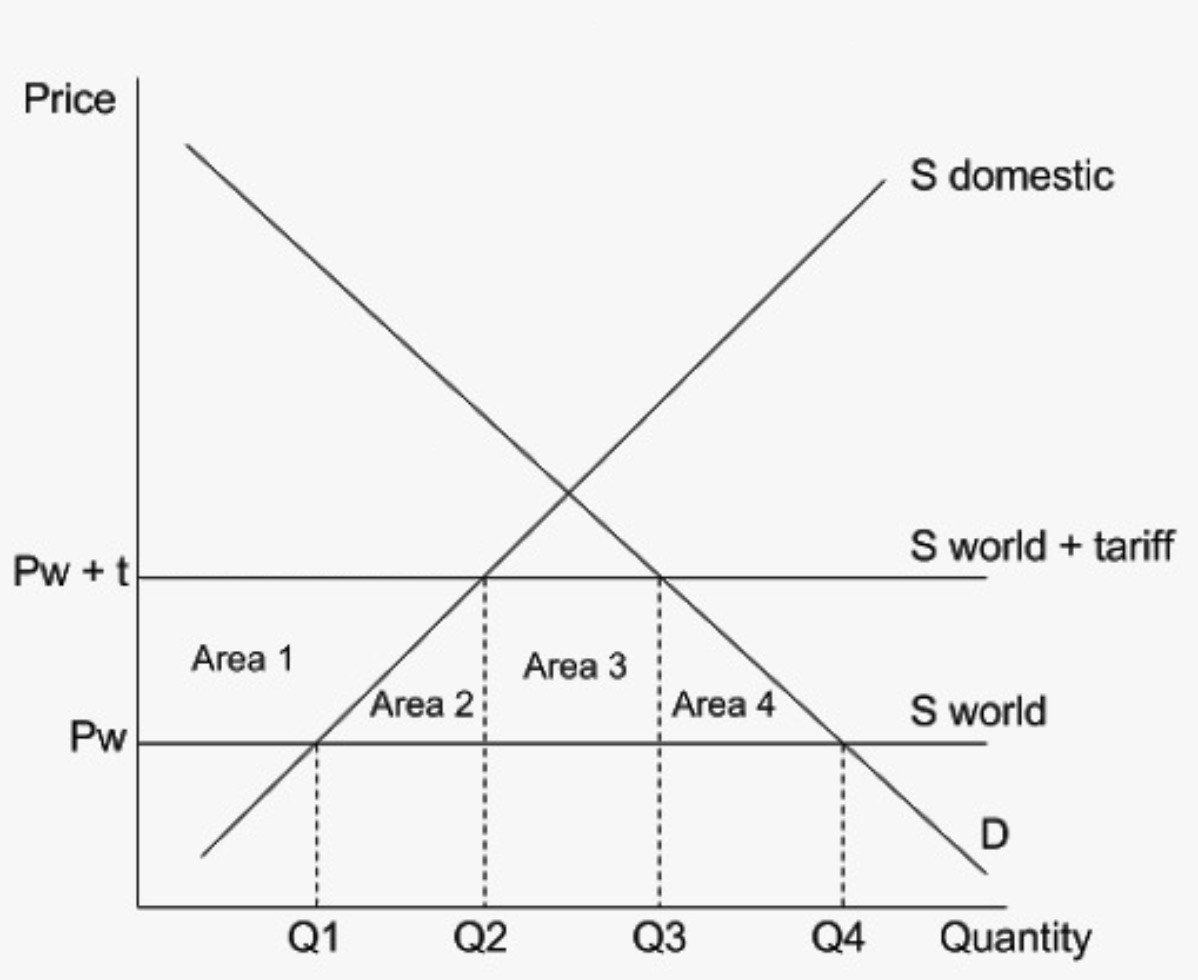 Price
S domestic
Pw + t
S world + tariff
Area 1
Area 2
Area 3
Area 4
Pw
S world
D
Q1
Q2
Q3
Q4
Quantity